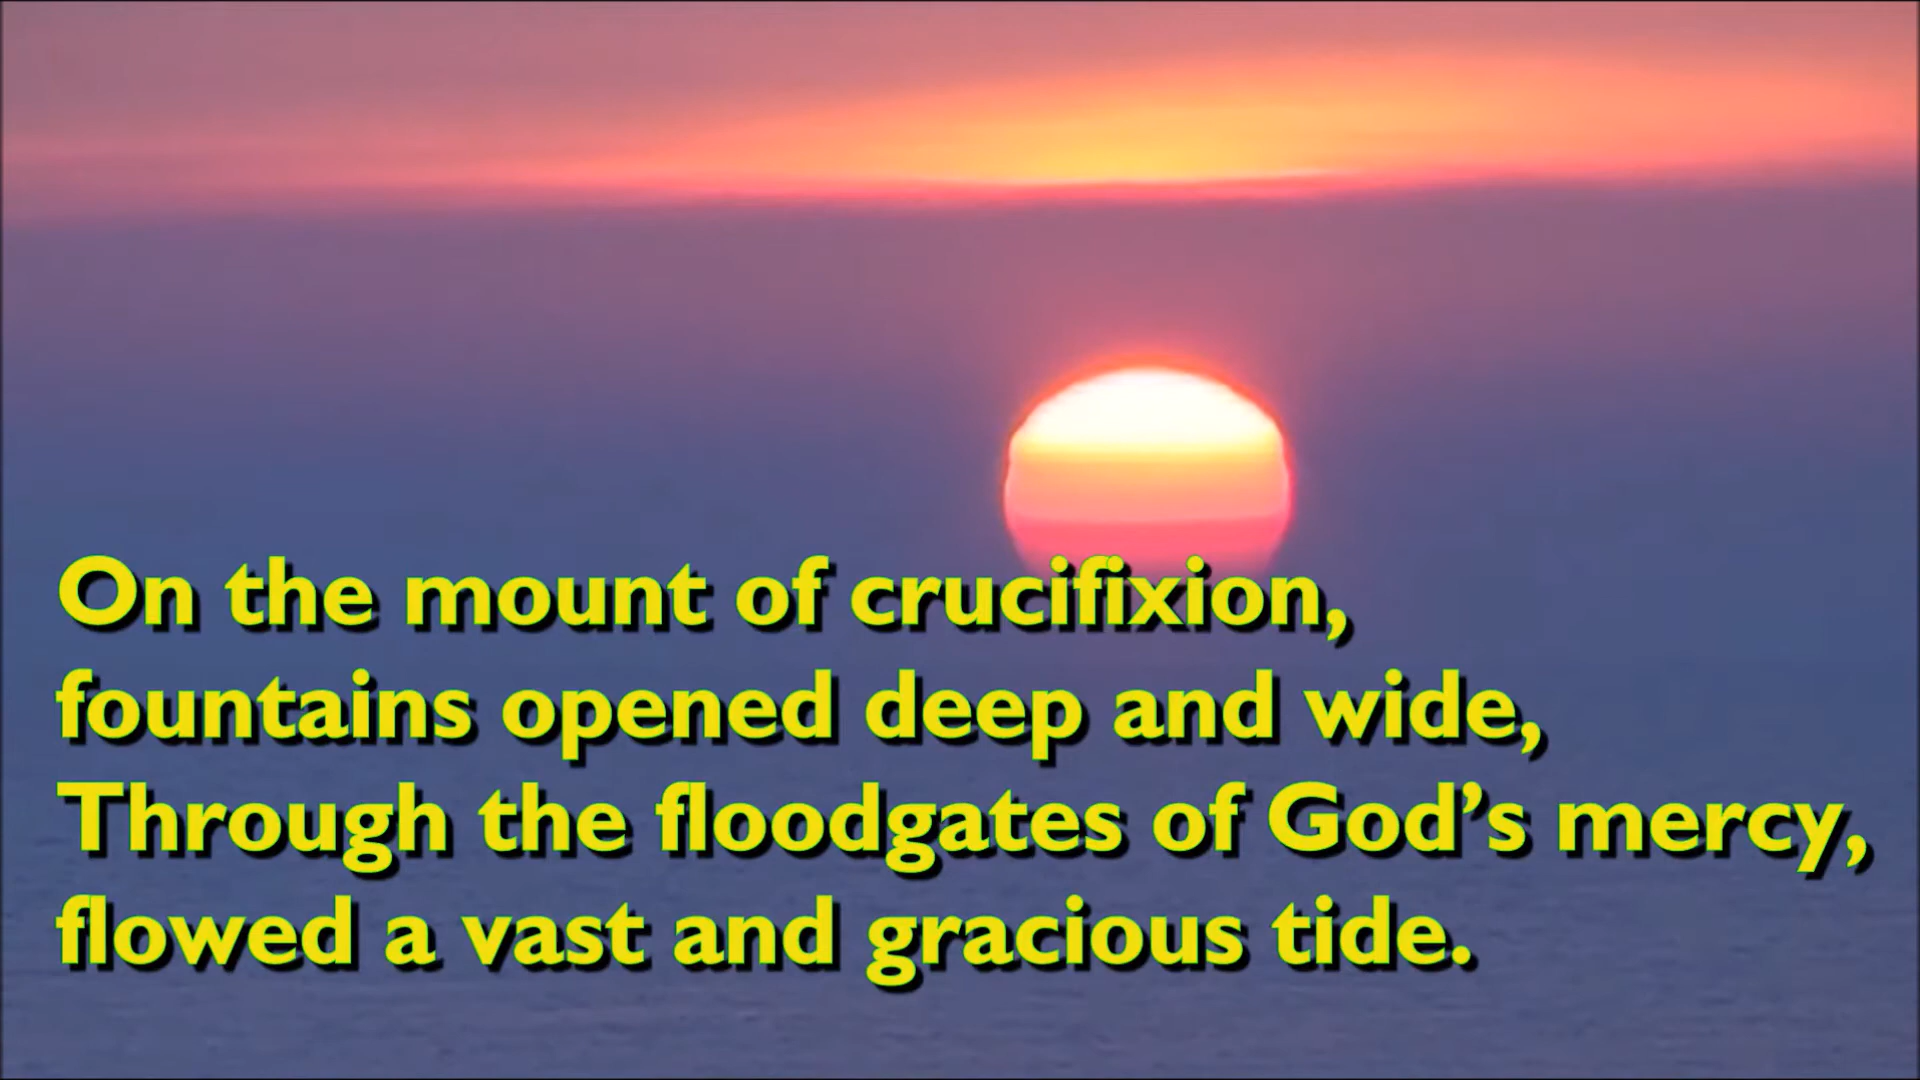 On the mount of crucifixion,
fountains opened deep and wide,
Through the floodgates of God’s mercy,
flowed a vast and gracious tide.